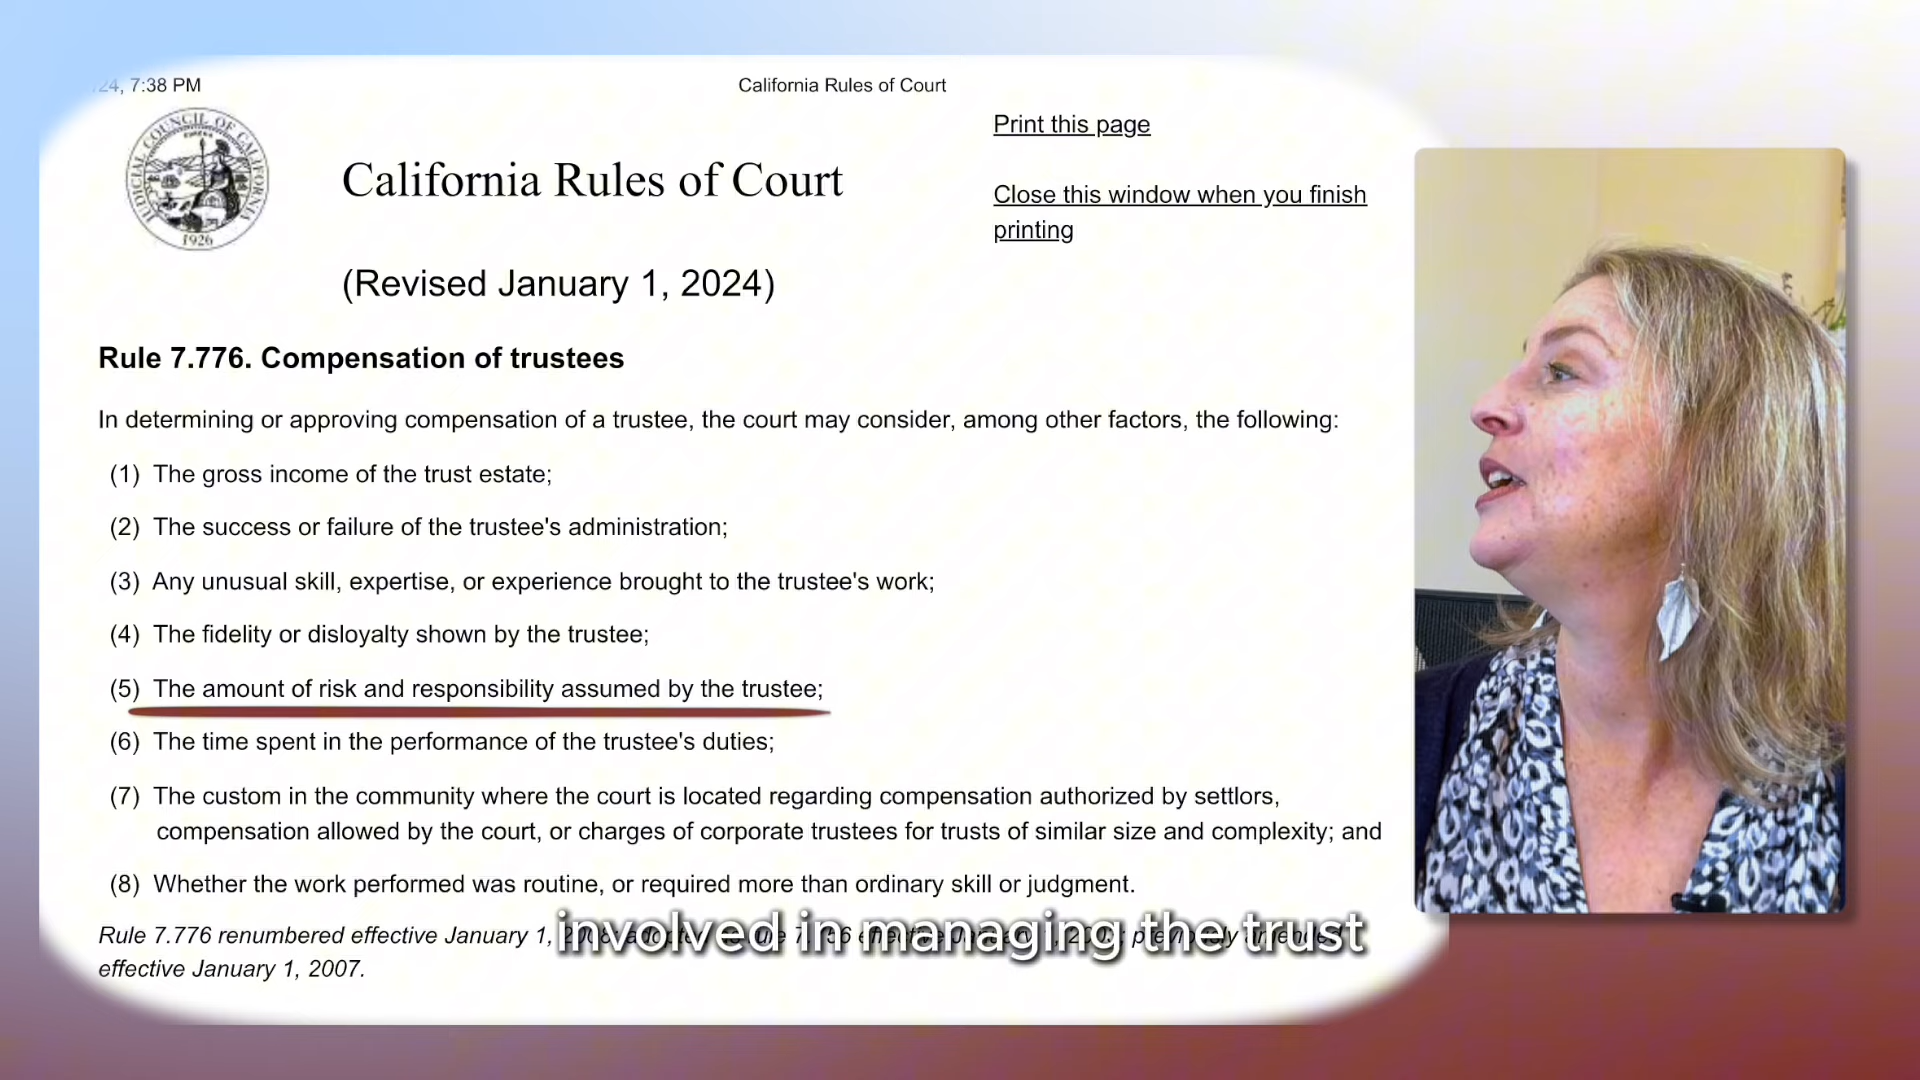 24, 7:38 PM
California Rules of Court
JUDICIAL COUNCIL OF CALIFORNIA
1926
California Rules of Court
Print this page
Close this window when you finish
printing
(Revised January 1, 2024)
Rule 7.776. Compensation of trustees
In determining or approving compensation of a trustee, the court may consider, among other factors, the following:
(1) The gross income of the trust estate;
(2) The success or failure of the trustee's administration;
(3) Any unusual skill, expertise, or experience brought to the trustee's work;
(4) The fidelity or disloyalty shown by the trustee;
(5) The amount of risk and responsibility assumed by the trustee;
(6) The time spent in the performance of the trustee's duties;
(7) The custom in the community where the court is located regarding compensation authorized by settlors,
compensation allowed by the court, or charges of corporate trustees for trusts of similar size and complexity; and
(8) Whether the work performed was routine, or required more than ordinary skill or judgment.
Rule 7.776 renumbered effective January 1,
involved in managing the trust
effective January 1, 2007.